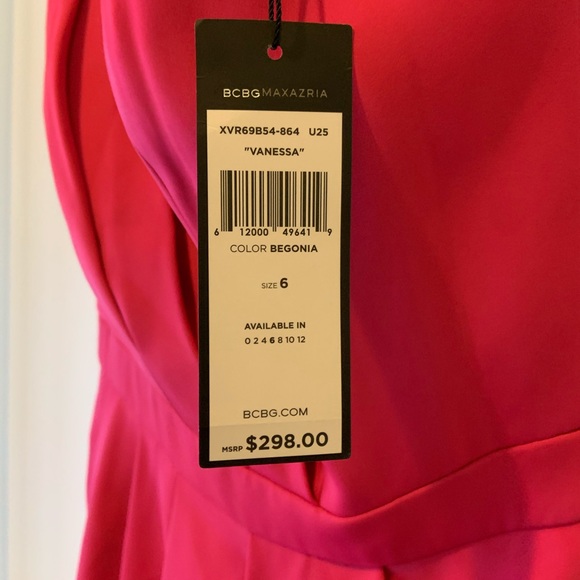 BCBGMAXAZRIA
XVR69B54-864 U25
"VANESSA"
6 12000 49641 9
COLOR BEGONIA
SIZE 6
AVAILABLE IN
0 2 4 6 8 10 12
BCBG.COM
MSRP $298.00